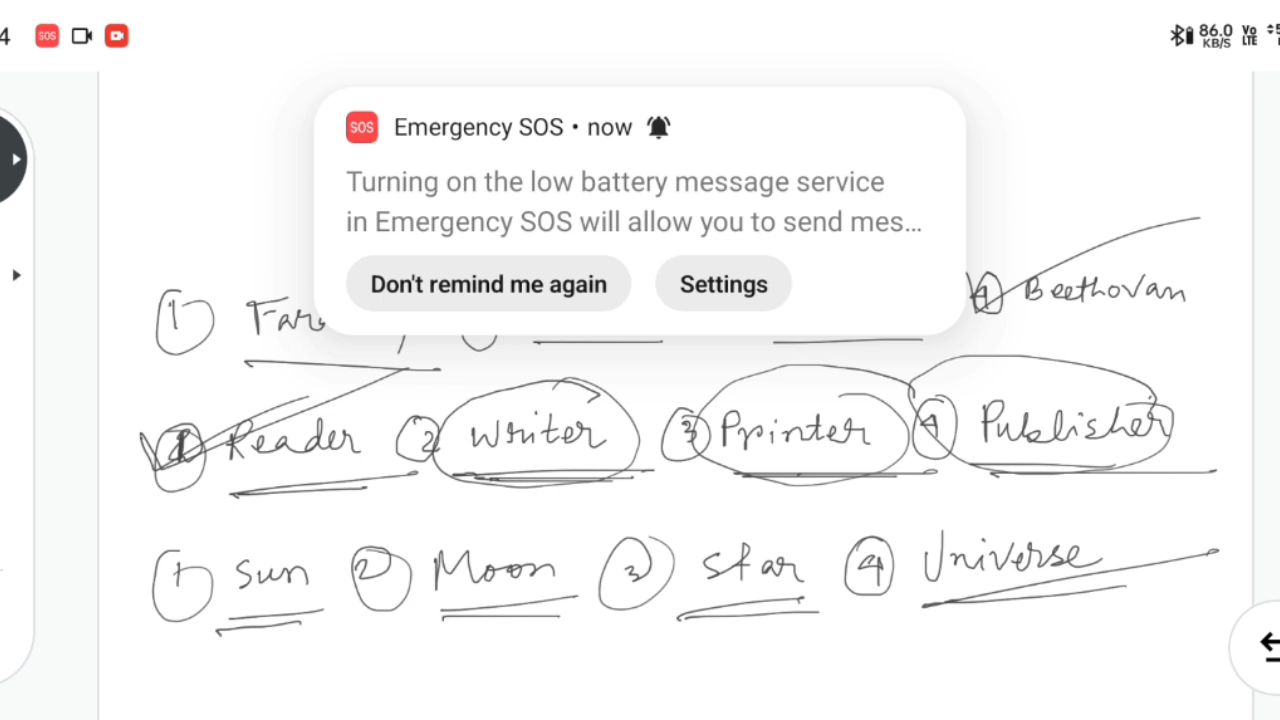 4 SOS 86.0 KB/S Vo LTE
SOS Emergency SOS • now
Turning on the low battery message service
in Emergency SOS will allow you to send mes...
Don't remind me again Settings
① ④ Beethovan
① Reader ② Writer ③ Printer ④ Publisher
① Sun ② Moon ③ Star ④ Universe